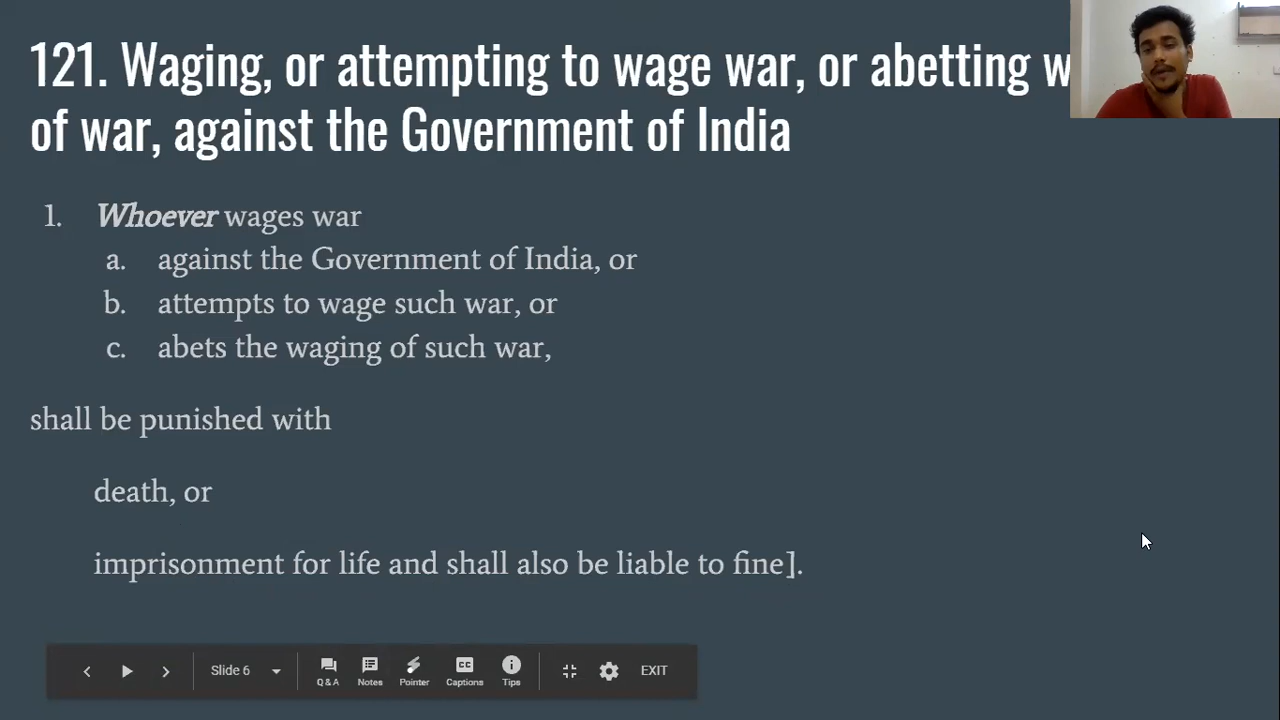 121. Waging, or attempting to wage war, or abetting
of war, against the Government of India
1. Whoever wages war
a. against the Government of India, or
b. attempts to wage such war, or
c. abets the waging of such war,
shall be punished with
death, or
imprisonment for life and shall also be liable to fine].
Slide 6
Q & A
Notes
Pointer
CC
Captions
Tips
EXIT